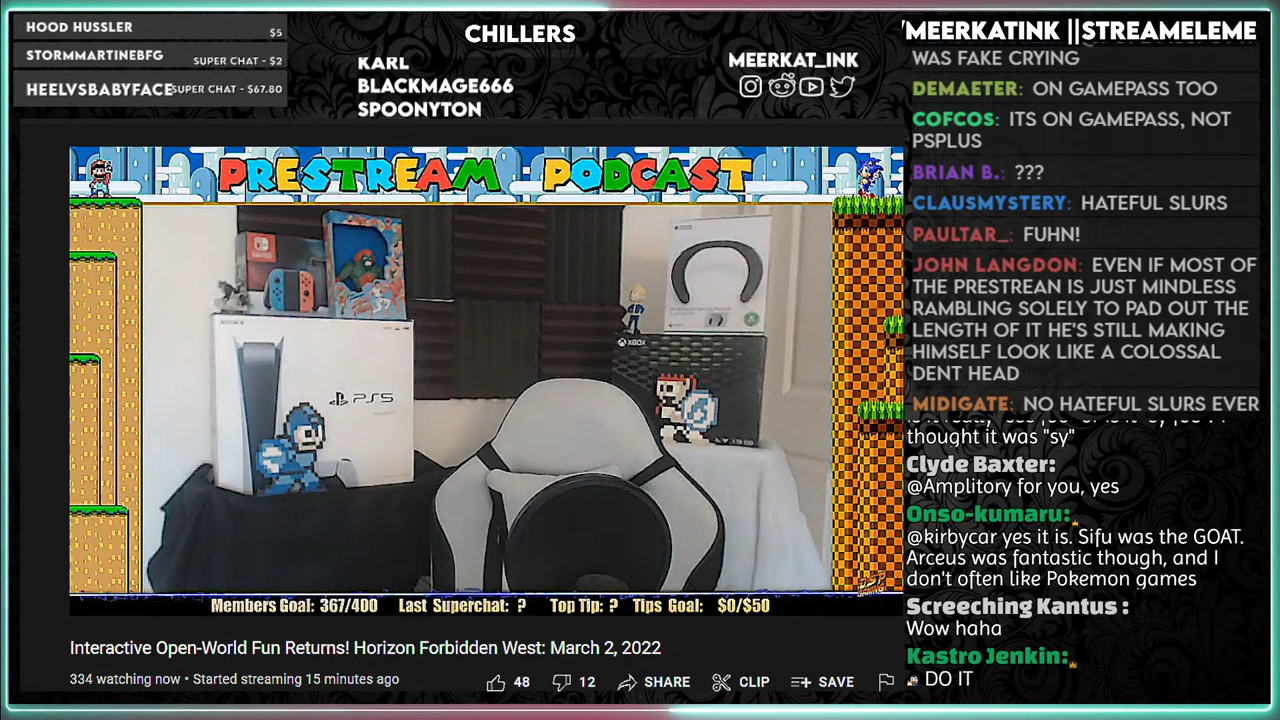 HOOD HUSSLER
$5
STORMMARTINEBFG
SUPER CHAT - $2
HEELVSBABYFACE
SUPER CHAT - $67.80
CHILLERS
KARL
BLACKMAGE666
SPOONYTON
MEERKAT_INK
MEERKATINK ||STREAMELEME
WAS FAKE CRYING
DEMAETER: ON GAMEPASS TOO
COFCOS: ITS ON GAMEPASS, NOT
PSPLUS
BRIAN B.: ???
CLAUSMYSTERY: HATEFUL SLURS
PAULTAR_: FUHN!
JOHN LANGDON: EVEN IF MOST OF
THE PRESTREAN IS JUST MINDLESS
RAMBLING SOLELY TO PAD OUT THE
LENGTH OF IT HE'S STILL MAKING
HIMSELF LOOK LIKE A COLOSSAL
DENT HEAD
MIDIGATE: NO HATEFUL SLURS EVER
thought it was "sy"
Clyde Baxter:
@Amplitory for you, yes
Onso-kumaru:
@kirbycar yes it is. Sifu was the GOAT.
Arceus was fantastic though, and I
don't often like Pokemon games
Screeching Kantus :
Wow haha
Kastro Jenkin:
DO IT
PRESTREAM PODCAST
PS5
XBOX
Members Goal: 367/400 Last Superchat: ? Top Tip: ? Tips Goal: $0/$50
Interactive Open-World Fun Returns! Horizon Forbidden West: March 2, 2022
334 watching now • Started streaming 15 minutes ago
48
12
SHARE
CLIP
SAVE